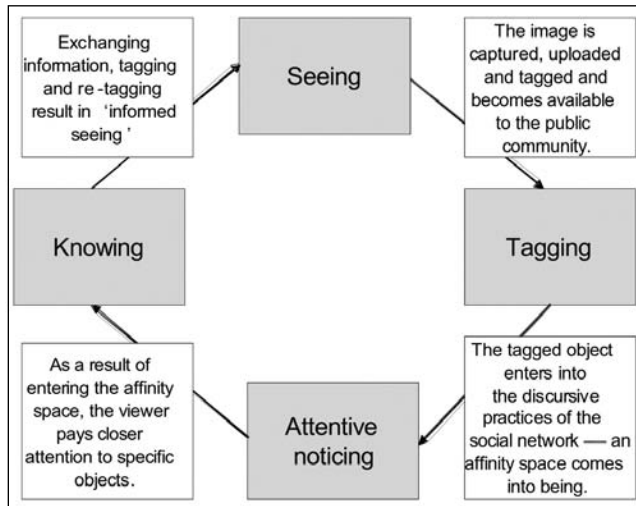 Exchanging
information, tagging
and re-tagging
result in ‘informed
seeing’
Seeing
The image is
captured, uploaded
and tagged and
becomes available
to the public
community.
Knowing
Tagging
As a result of
entering the affinity
space, the viewer
pays closer
attention to specific
objects.
Attentive
noticing
The tagged object
enters into
the discursive
practices of the
social network — an
affinity space comes
into being.